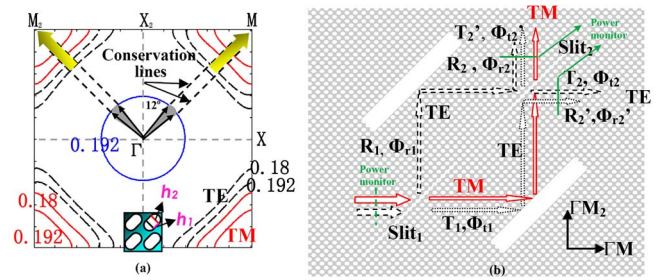 M₂ X₂ M
Conservation
lines
12°
Γ
X
0.192
0.18
0.192
0.18
0.192
TE
TM
h₂
h₁
(a)
T₂', Φt₂'
TM
Power
monitor
Slit₂
R₂ , Φr₂
T₂, Φt₂
TE
R₂',Φr₂'
TE
R₁, Φr₁
TE
Power
monitor
TM
Slit₁
T₁,Φt₁
ΓM₂
ΓM
(b)